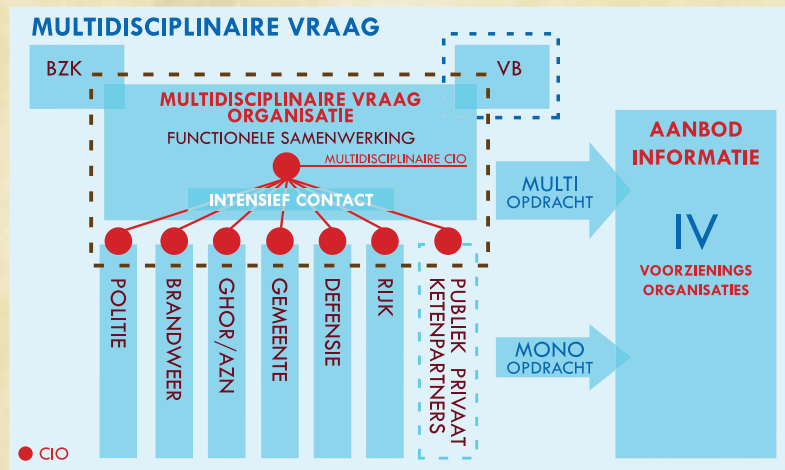 MULTIDISCIPLINAIRE VRAAG
BZK
VB
MULTIDISCIPLINAIRE VRAAG
ORGANISATIE
FUNCTIONELE SAMENWERKING
MULTIDISCIPLINAIRE CIO
INTENSIEF CONTACT
POLITIE
BRANDWEER
GHOR/AZN
GEMEENTE
DEFENSIE
RIJK
PUBLIEK PRIVAAT
KETENPARTNERS
MULTI
OPDRACHT
MONO
OPDRACHT
AANBOD
INFORMATIE
IV
VOORZIENINGS
ORGANISATIES
CIO